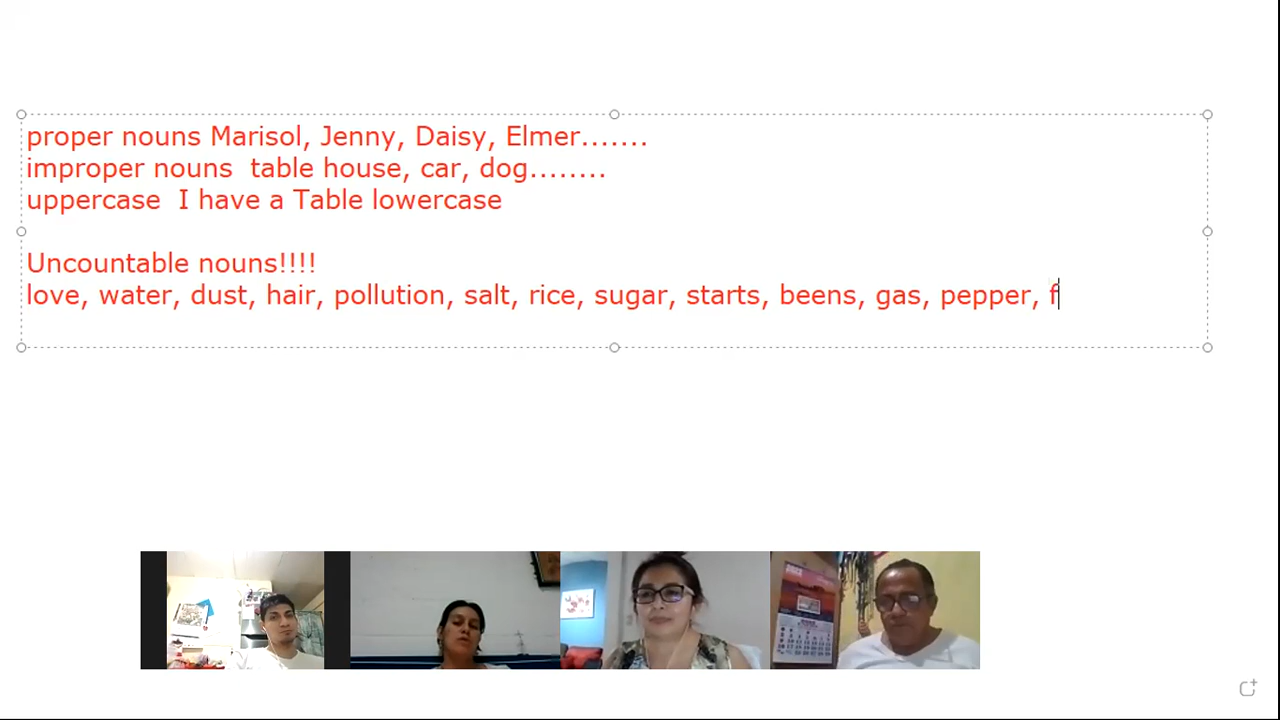 proper nouns Marisol, Jenny, Daisy, Elmer.......
improper nouns  table house, car, dog........
uppercase  I have a Table lowercase
Uncountable nouns!!!!
love, water, dust, hair, pollution, salt, rice, sugar, starts, beens, gas, pepper, f